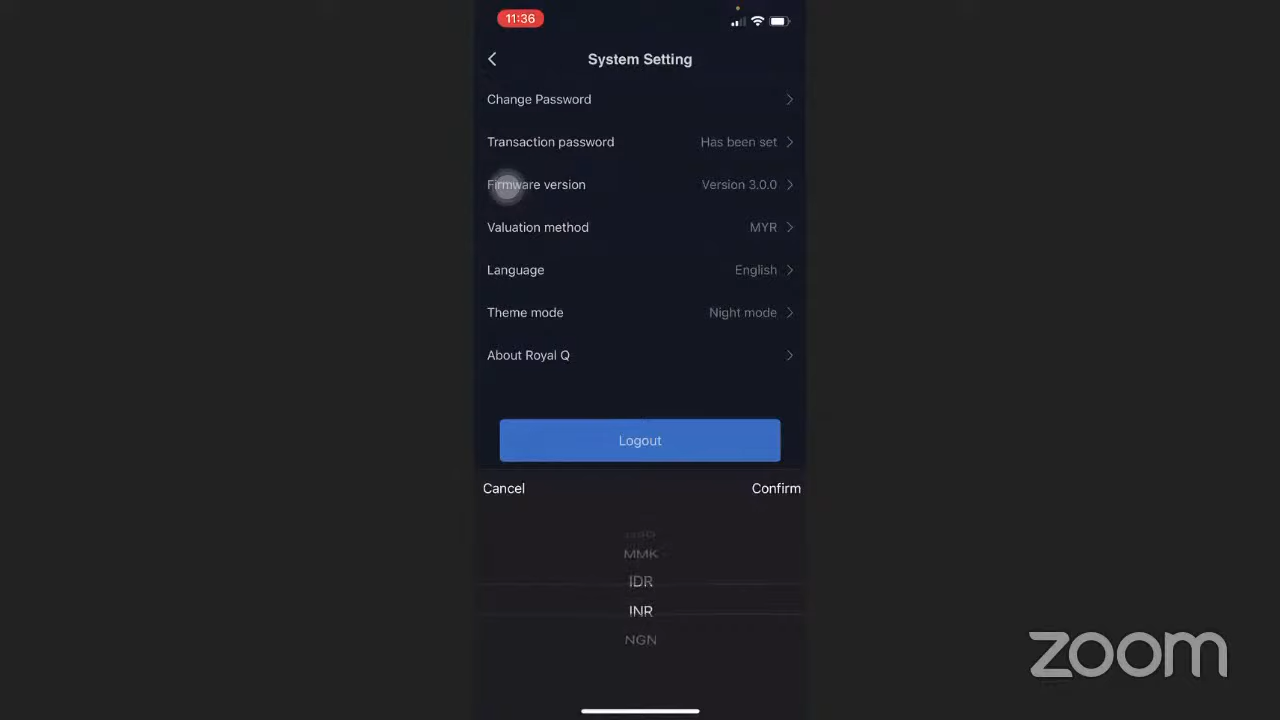 11:36
System Setting
Change Password
Transaction password Has been set
Firmware version Version 3.0.0
Valuation method MYR
Language English
Theme mode Night mode
About Royal Q
Logout
Cancel Confirm
MMK
IDR
INR
NGN
zoom